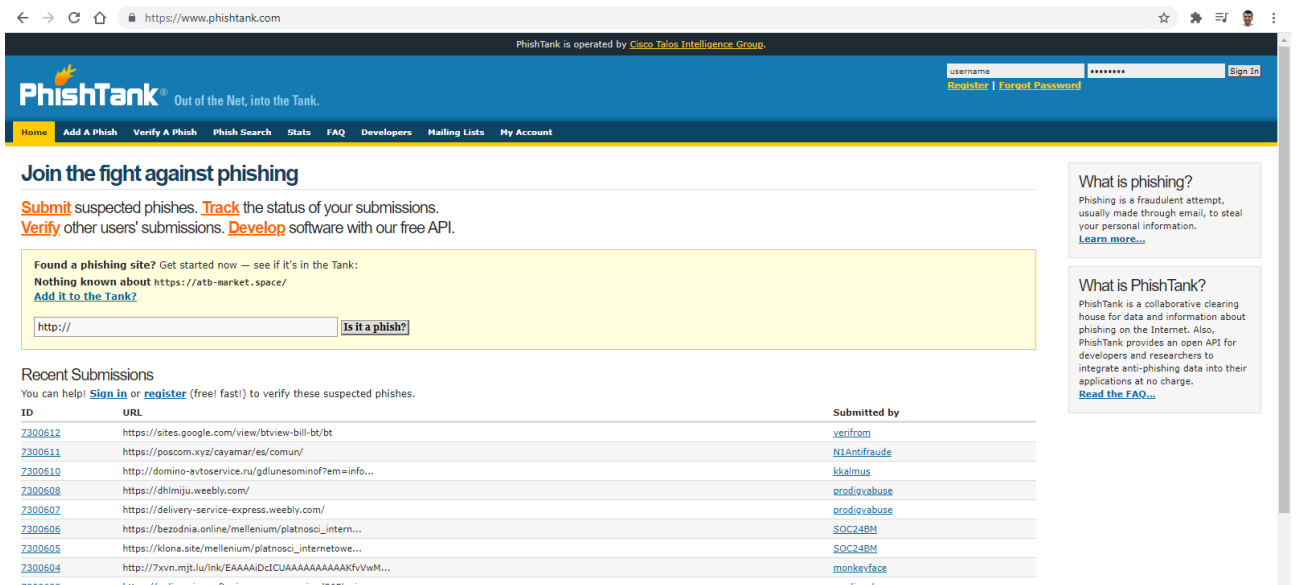 https://www.phishtank.com
PhishTank is operated by Cisco Talos Intelligence Group.
username
•••••••• Sign In
Register | Forgot Password
PhishTank® Out of the Net, into the Tank.
Home Add A Phish Verify A Phish Phish Search Stats FAQ Developers Mailing Lists My Account
Join the fight against phishing
Submit suspected phishes. Track the status of your submissions.
Verify other users' submissions. Develop software with our free API.
Found a phishing site? Get started now — see if it's in the Tank:
Nothing known about https://atb-market.space/
Add it to the Tank?
http:// Is it a phish?
Recent Submissions
You can help! Sign in or register (free! fast!) to verify these suspected phishes.
ID URL Submitted by
7300612 https://sites.google.com/view/btview-bill-bt/bt verifrom
7300611 https://poscom.xyz/cayamar/es/comun/ N1Antifraude
7300610 http://domino-avtoservice.ru/gdlunesominof?em=info... kkalmus
7300608 https://dhlmiju.weebly.com/ prodigyabuse
7300607 https://delivery-service-express.weebly.com/ prodigyabuse
7300606 https://bezodnia.online/mellenium/platnosci_intern... SOC24BM
7300605 https://klona.site/mellenium/platnosci_internetowe... SOC24BM
7300604 http://7xvn.mjt.lu/lnk/EAAAAiDcICUAAAAAAAAAAKfvVwM... monkeyface
What is phishing?
Phishing is a fraudulent attempt,
usually made through email, to steal
your personal information.
Learn more...
What is PhishTank?
PhishTank is a collaborative clearing
house for data and information about
phishing on the Internet. Also,
PhishTank provides an open API for
developers and researchers to
integrate anti-phishing data into their
applications at no charge.
Read the FAQ...